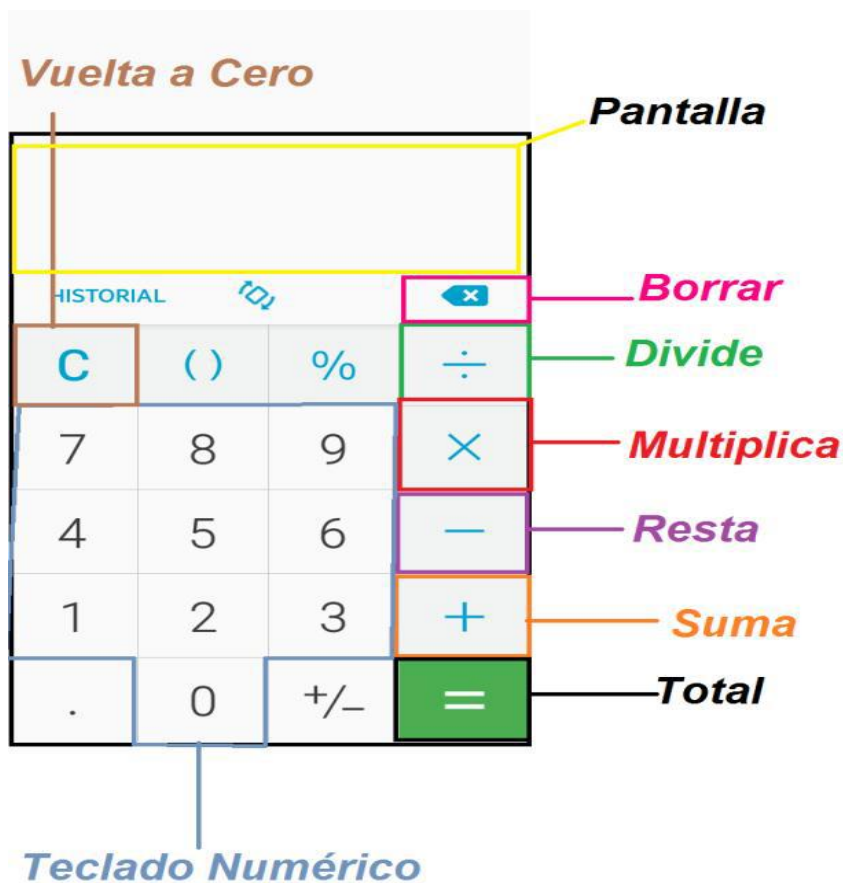 Vuelta a Cero
Pantalla
HISTORIAL
Borrar
C ( ) % ÷
Divide
7 8 9 ×
Multiplica
4 5 6 −
Resta
1 2 3 +
Suma
. 0 +/− =
Total
Teclado Numérico